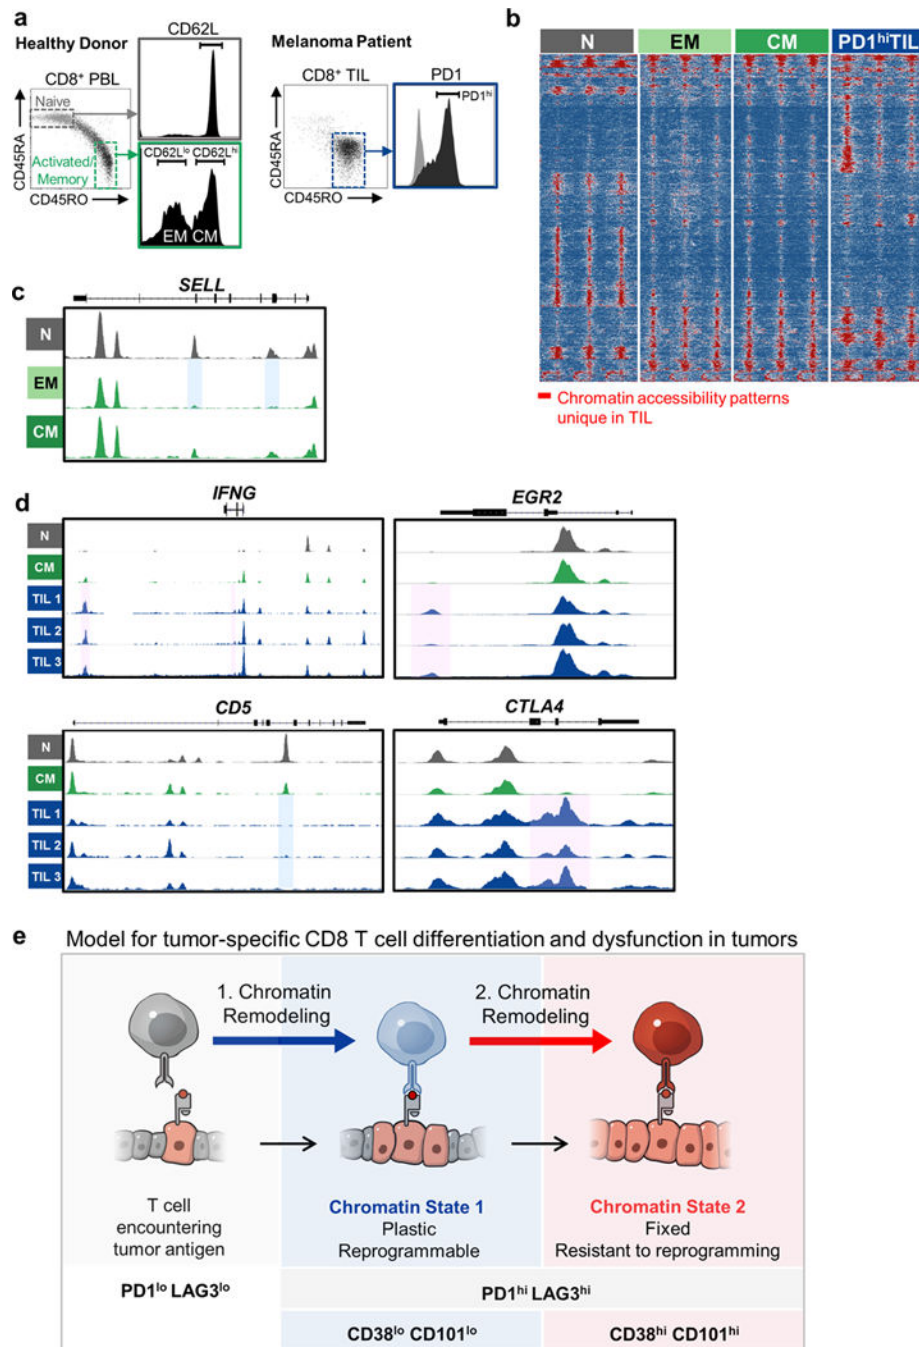 a
Healthy Donor
CD8⁺ PBL
CD62L
Naive
Activated/
Memory
CD45RA
CD45RO
CD62Lˡᵒ
CD62Lʰⁱ
EM
CM
Melanoma Patient
CD8⁺ TIL
PD1
PD1ʰⁱ
CD45RA
CD45RO
b
N
EM
CM
PD1ʰⁱTIL
Chromatin accessibility patterns
unique in TIL
c
SELL
N
EM
CM
d
IFNG
N
CM
TIL 1
TIL 2
TIL 3
EGR2
CD5
N
CM
TIL 1
TIL 2
TIL 3
CTLA4
e
Model for tumor-specific CD8 T cell differentiation and dysfunction in tumors
1. Chromatin
Remodeling
2. Chromatin
Remodeling
T cell
encountering
tumor antigen
Chromatin State 1
Plastic
Reprogrammable
Chromatin State 2
Fixed
Resistant to reprogramming
PD1ˡᵒ LAG3ˡᵒ
PD1ʰⁱ LAG3ʰⁱ
CD38ˡᵒ CD101ˡᵒ
CD38ʰⁱ CD101ʰⁱ